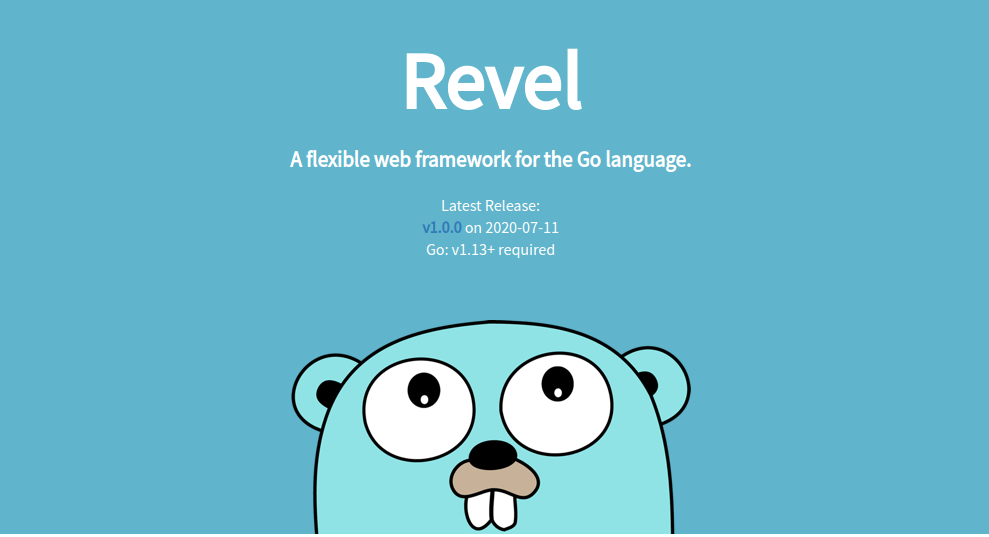 Revel
A flexible web framework for the Go language.
Latest Release:
v1.0.0 on 2020-07-11
Go: v1.13+ required